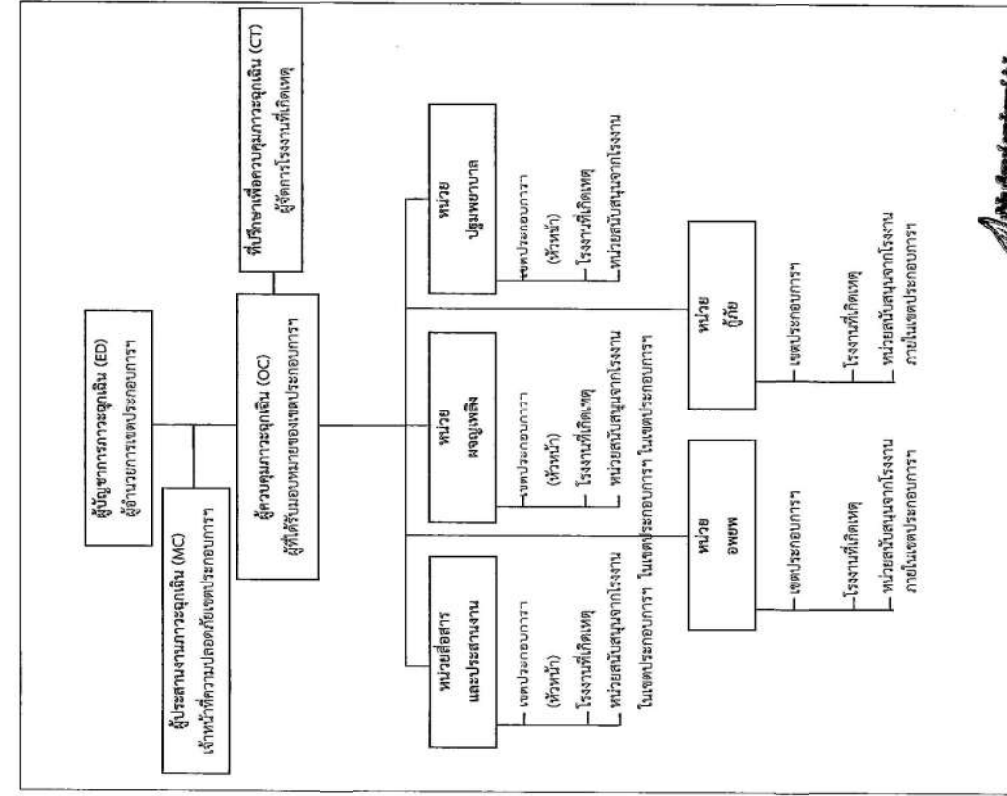 ผู้บัญชาการภาวะฉุกเฉิน (ED)
ผู้อำนวยการเขตประกอบการฯ
ผู้ประสานงานภาวะฉุกเฉิน (MC)
เจ้าหน้าที่ความปลอดภัยเขตประกอบการฯ
ผู้ควบคุมภาวะฉุกเฉิน (OC)
ผู้ที่ได้รับมอบหมายของเขตประกอบการฯ
ที่ปรึกษาเพื่อควบคุมภาวะฉุกเฉิน (CT)
ผู้จัดการโรงงานที่เกิดเหตุ
หน่วยสื่อสาร
และประสานงาน
เขตประกอบการฯ
(หัวหน้า)
โรงงานที่เกิดเหตุ
หน่วยสนับสนุนจากโรงงาน
ในเขตประกอบการฯ
หน่วย
ผจญเพลิง
เขตประกอบการฯ
(หัวหน้า)
โรงงานที่เกิดเหตุ
หน่วยสนับสนุนจากโรงงาน
ในเขตประกอบการฯ
หน่วย
ปฐมพยาบาล
เขตประกอบการฯ
(หัวหน้า)
โรงงานที่เกิดเหตุ
หน่วยสนับสนุนจากโรงงาน
ในเขตประกอบการฯ
หน่วย
อพยพ
เขตประกอบการฯ
โรงงานที่เกิดเหตุ
หน่วยสนับสนุนจากโรงงาน
ภายในเขตประกอบการฯ
หน่วย
กู้ภัย
เขตประกอบการฯ
โรงงานที่เกิดเหตุ
หน่วยสนับสนุนจากโรงงาน
ภายในเขตประกอบการฯ